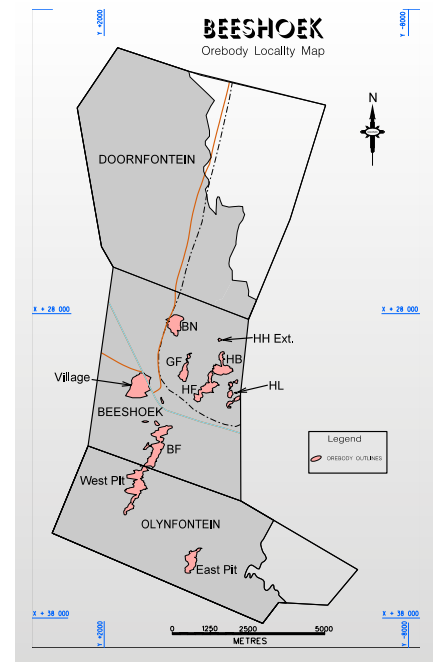 BEESHOEK
Orebody Locality Map
Y +2000
Y -8000
N
DOORNFONTEIN
X + 28 000
X + 28 000
BN
HH Ext.
GF
HB
Village
HF
HL
BEESHOEK
BF
Legend
OREBODY OUTLINES
West Pit
OLYNFONTEIN
East Pit
X + 38 000
X + 38 000
Y +2000
Y -8000
0 1250 2500 5000
METRES